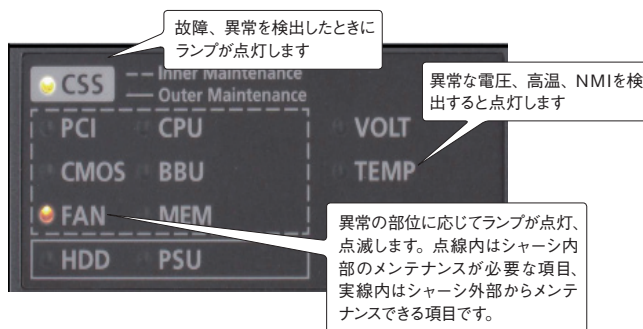 故障、異常を検出したときに
ランプが点灯します
CSS
Inner Maintenance
Outer Maintenance
異常な電圧、高温、NMIを検
出すると点灯します
PCI CPU VOLT
CMOS BBU TEMP
FAN MEM
HDD PSU
異常の部位に応じてランプが点灯、
点滅します。点線内はシャーシ内
部のメンテナンスが必要な項目、
実線内はシャーシ外部からメンテ
ナンスできる項目です。